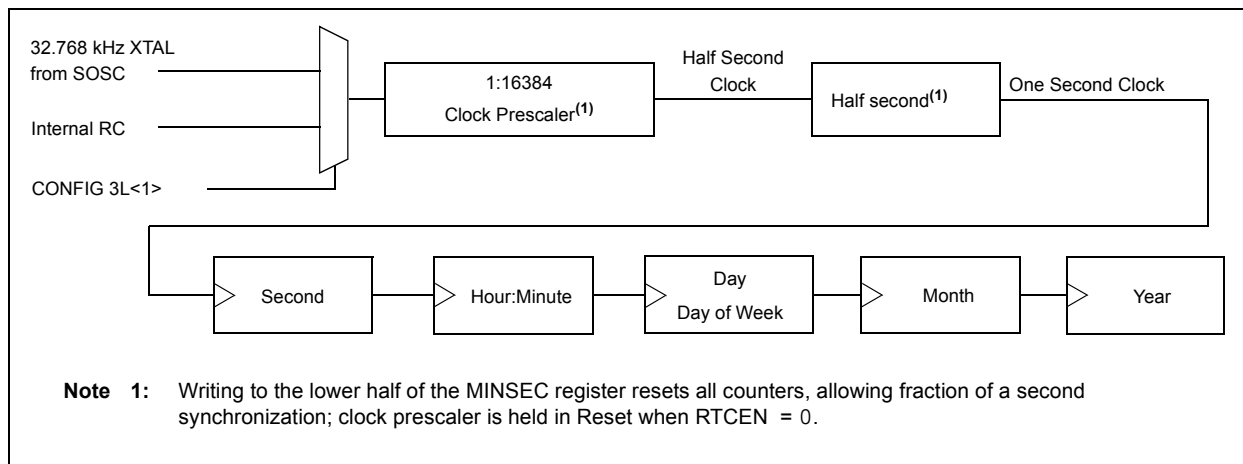 32.768 kHz XTAL
from SOSC
Internal RC
CONFIG 3L<1>
1:16384
Clock Prescaler(1)
Half Second
Clock
Half second(1)
One Second Clock
Second
Hour:Minute
Day
Day of Week
Month
Year
Note 1: Writing to the lower half of the MINSEC register resets all counters, allowing fraction of a second
synchronization; clock prescaler is held in Reset when RTCEN = 0.